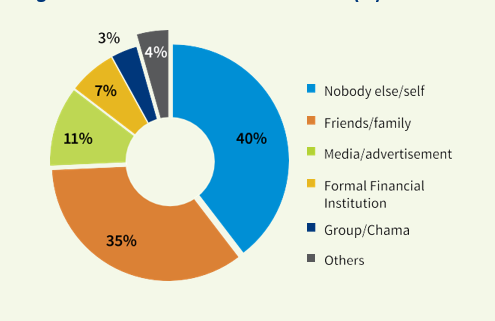 3%
4%
7%
11%
40%
35%
Nobody else/self
Friends/family
Media/advertisement
Formal Financial
Institution
Group/Chama
Others